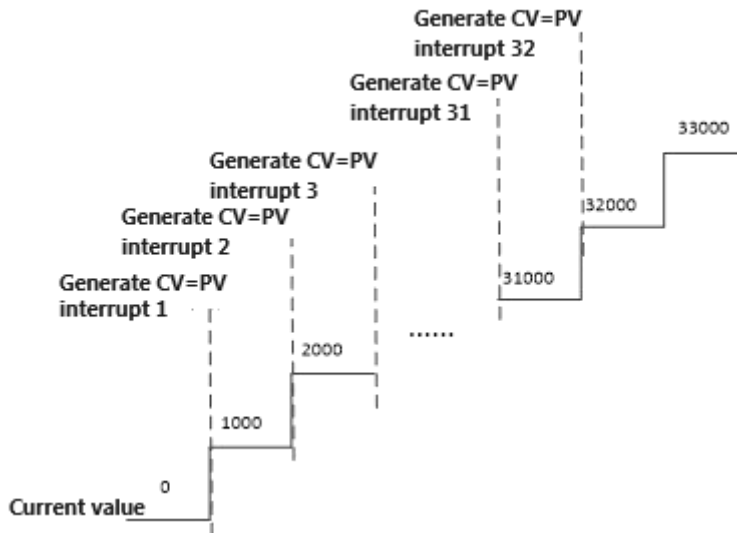 Generate CV=PV
interrupt 32
Generate CV=PV
interrupt 31
33000
Generate CV=PV
interrupt 3
32000
Generate CV=PV
interrupt 2
31000
Generate CV=PV
interrupt 1
......
2000
1000
0
Current value